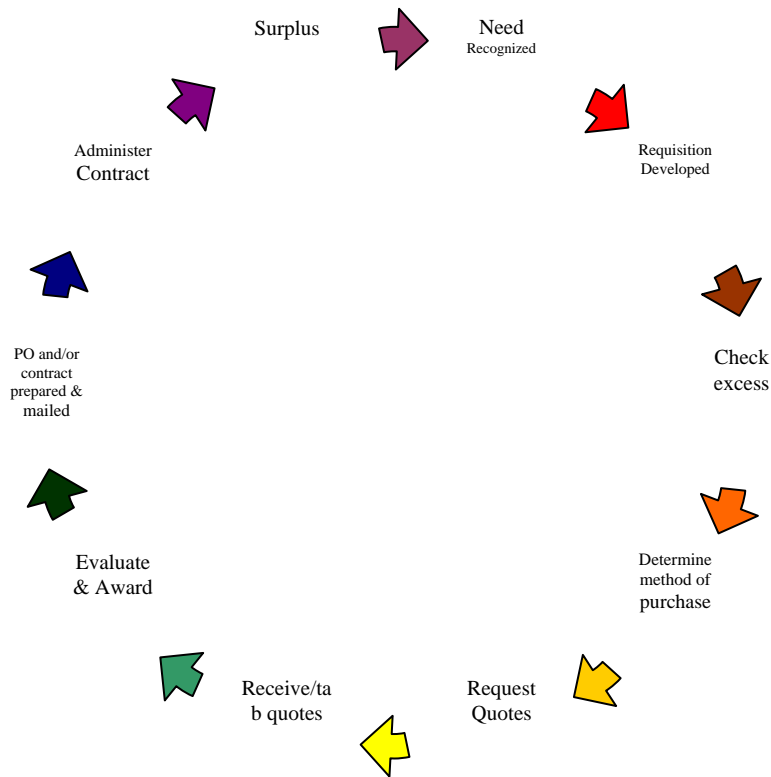 Surplus
Need
Recognized
Requisition
Developed
Check
excess
Determine
method of
purchase
Request
Quotes
Receive/ta
b quotes
Evaluate
& Award
PO and/or
contract
prepared &
mailed
Administer
Contract